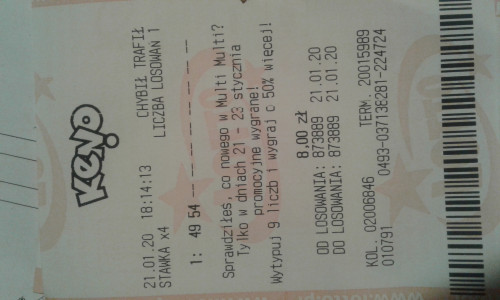 KENO
21.01.20 18:14:13 CHYBIŁ TRAFIŁ
STAWKA x4 LICZBA LOSOWAŃ 1
1: 49 54 -- -- -- -- -- -- -- --
Sprawdziłeś, co nowego w Multi Multi?
Tylko w dniach 21 - 23 stycznia
promocyjne wygrane!
Wytypuj 9 liczb i wygraj o 50% więcej!
8,00 zł
OD LOSOWANIA: 873889 21.01.20
DO LOSOWANIA: 873889 21.01.20
KOL. 02006846 TERM. 20015989
010791 0493-037138281-224724